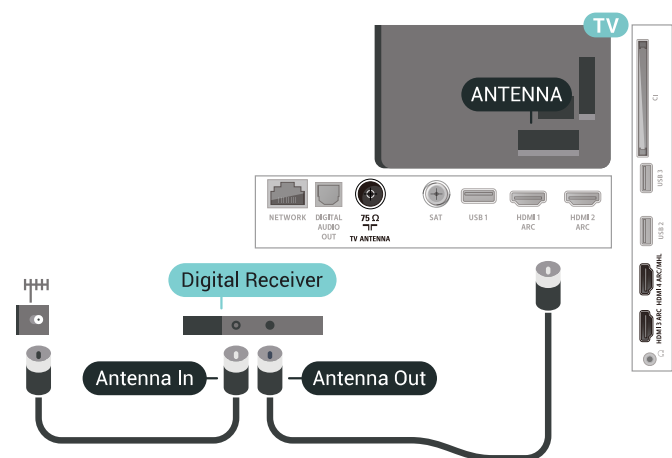 TV
ANTENNA
CI
NETWORK
DIGITAL
AUDIO
OUT
75 Ω
TV ANTENNA
SAT
USB 1
HDMI 1
ARC
HDMI 2
ARC
USB 3
USB 2
HDMI 4 ARC/MHL
HDMI 3 ARC
Digital Receiver
Antenna In
Antenna Out